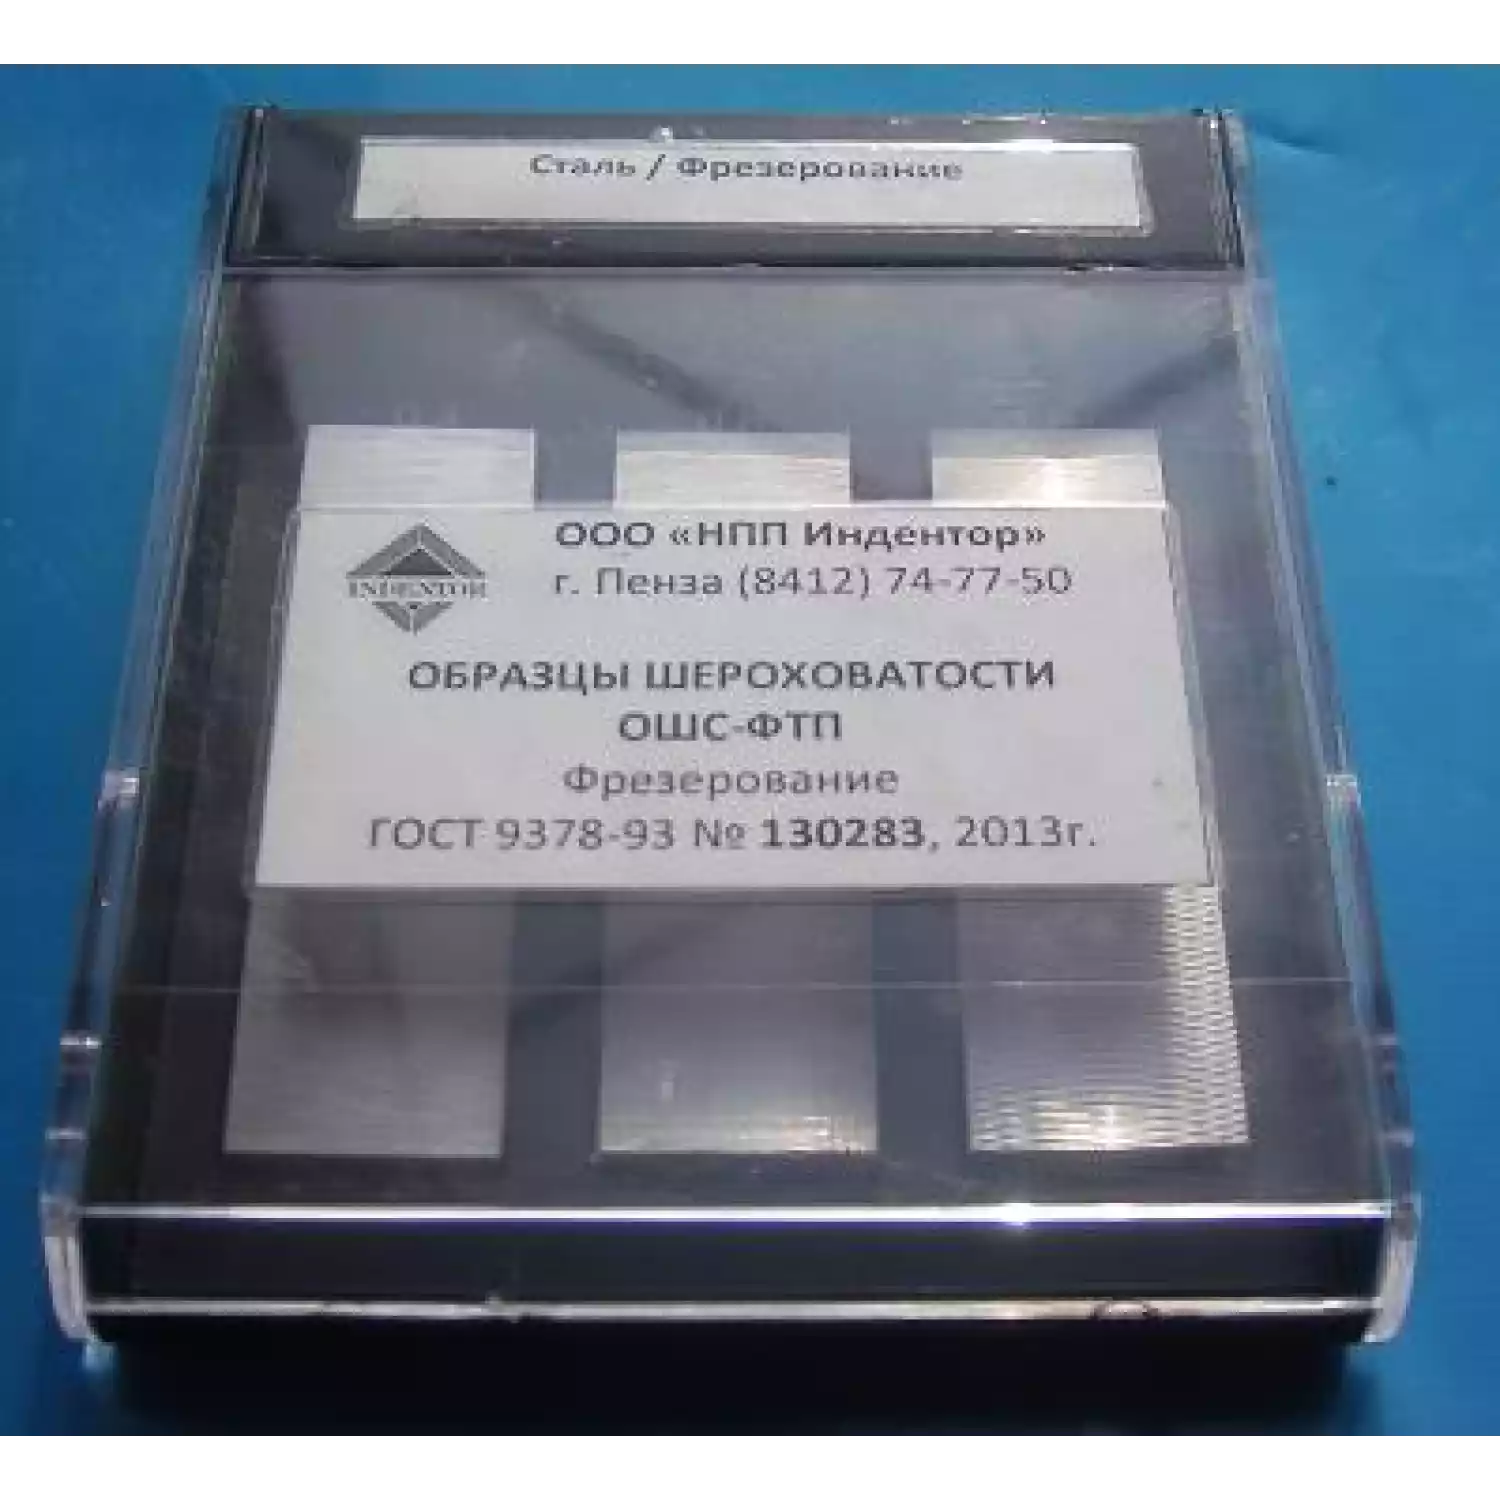 Сталь / Фрезерование
ООО «НПП Индентор»
INDENTOR
г. Пенза (8412) 74-77-50
ОБРАЗЦЫ ШЕРОХОВАТОСТИ
ОШС-ФТП
Фрезерование
ГОСТ 9378-93 № 130283, 2013г.